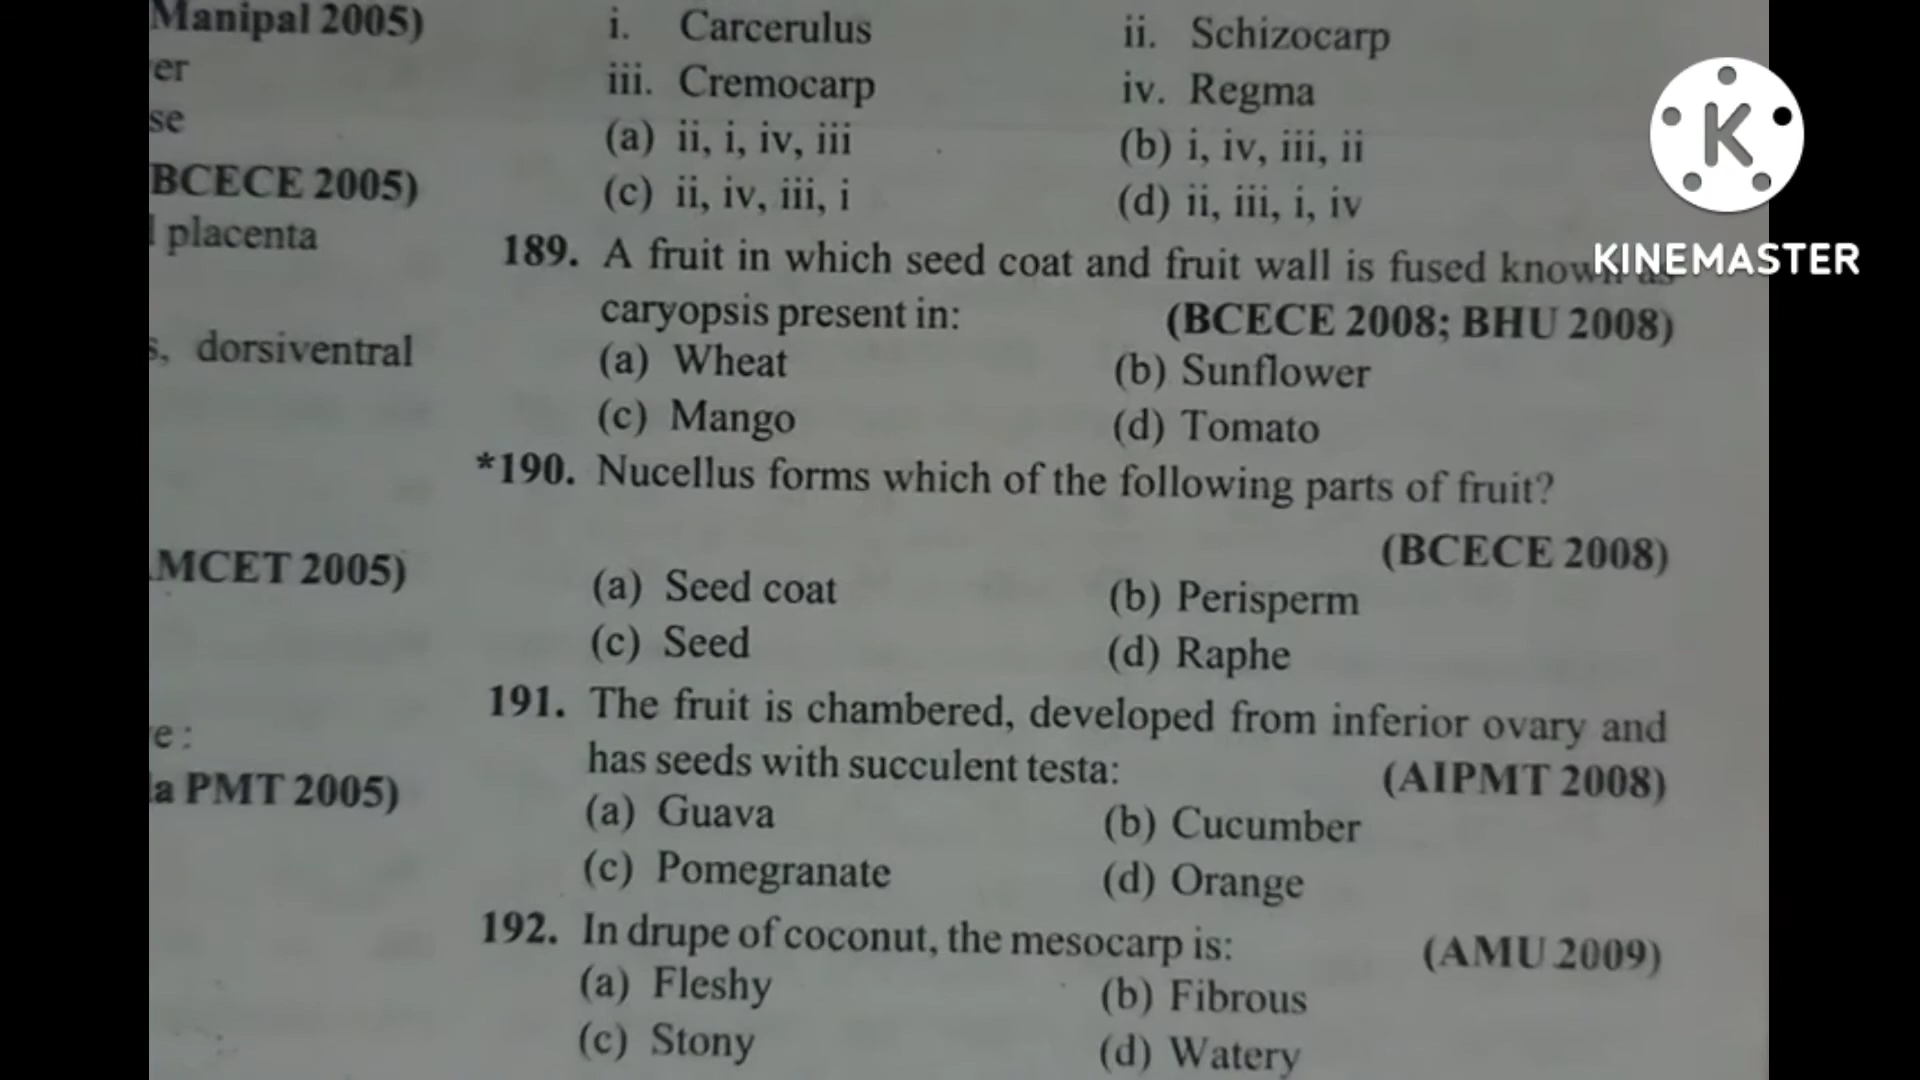 Manipal 2005)
er
se
BCECE 2005)
placenta
s, dorsiventral
MCET 2005)
e:
a PMT 2005)
i. Carcerulus ii. Schizocarp
iii. Cremocarp iv. Regma
(a) ii, i, iv, iii (b) i, iv, iii, ii
(c) ii, iv, iii, i (d) ii, iii, i, iv
189. A fruit in which seed coat and fruit wall is fused known as
caryopsis present in: (BCECE 2008; BHU 2008)
(a) Wheat (b) Sunflower
(c) Mango (d) Tomato
*190. Nucellus forms which of the following parts of fruit?
(BCECE 2008)
(a) Seed coat (b) Perisperm
(c) Seed (d) Raphe
191. The fruit is chambered, developed from inferior ovary and
has seeds with succulent testa: (AIPMT 2008)
(a) Guava (b) Cucumber
(c) Pomegranate (d) Orange
192. In drupe of coconut, the mesocarp is: (AMU 2009)
(a) Fleshy (b) Fibrous
(c) Stony (d) Watery
K
KINEMASTER